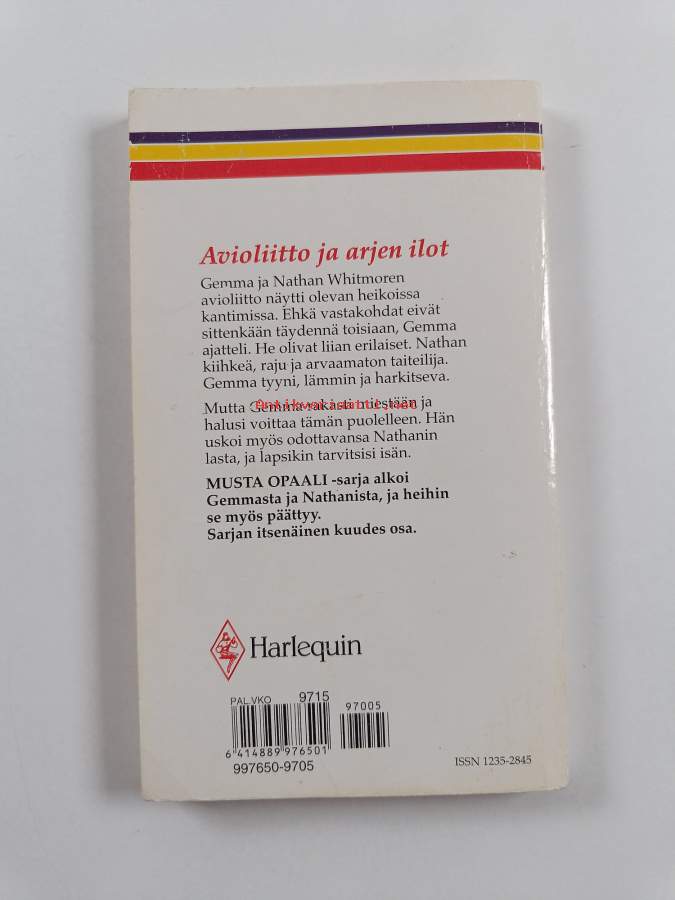 Avioliitto ja arjen ilot
Gemma ja Nathan Whitmoren
avioliitto näytti olevan heikoissa
kantimissa. Ehkä vastakohdat eivät
sittenkään täydennä toisiaan, Gemma
ajatteli. He olivat liian erilaiset. Nathan
kiihkeä, raju ja arvaamaton taiteilija.
Gemma tyyni, lämmin ja harkitseva.
Mutta Gemma rakasti miestään ja
halusi voittaa tämän puolelleen. Hän
uskoi myös odottavansa Nathanin
lasta, ja lapsikin tarvitsisi isän.
MUSTA OPAALI -sarja alkoi
Gemmasta ja Nathanista, ja heihin
se myös päättyy.
Sarjan itsenäinen kuudes osa.
Harlequin
PAL.VKO 9715
97005
6 414889 976501
997650-9705
ISSN 1235-2845